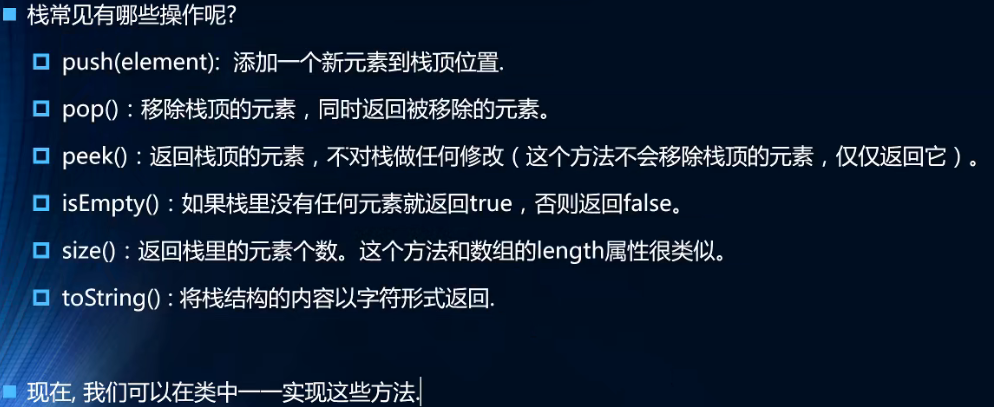 栈常见有哪些操作呢?
push(element): 添加一个新元素到栈顶位置.
pop()：移除栈顶的元素，同时返回被移除的元素。
peek()：返回栈顶的元素，不对栈做任何修改（这个方法不会移除栈顶的元素，仅仅返回它）。
isEmpty()：如果栈里没有任何元素就返回true，否则返回false。
size()：返回栈里的元素个数。这个方法和数组的length属性很类似。
toString() : 将栈结构的内容以字符形式返回.
现在, 我们可以在类中一一实现这些方法.